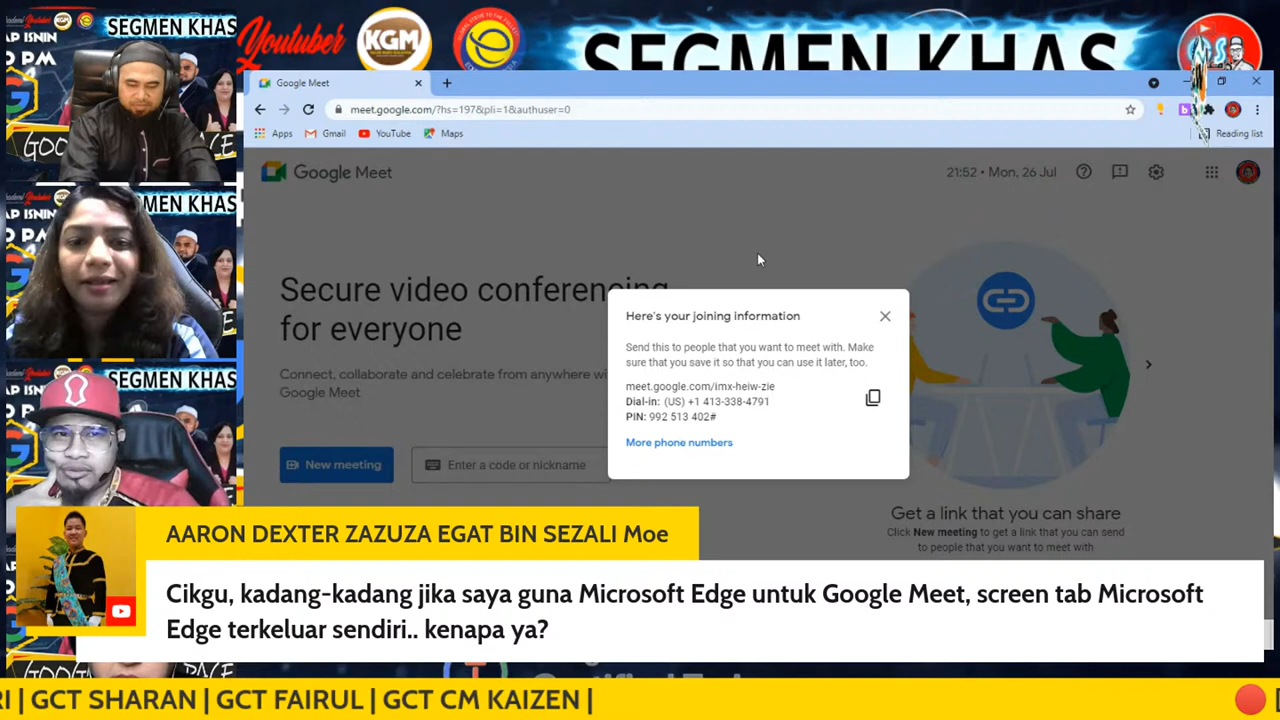 SEGMEN KHAS
Youtuber
KGM
SEGMEN KHAS
AP ISNIN
Google Meet
meet.google.com/?hs=197&pli=1&authuser=0
Apps
Gmail
YouTube
Maps
Reading list
Google Meet
21:52 • Mon, 26 Jul
MEN KHAS
AP ISNIN
Secure video conferencing
for everyone
Connect, collaborate and celebrate from anywhere wi
Google Meet
New meeting
Enter a code or nickname
Here's your joining information
Send this to people that you want to meet with. Make
sure that you save it so that you can use it later, too.
meet.google.com/imx-heiw-zie
Dial-in: (US) +1 413-338-4791
PIN: 992 513 402#
More phone numbers
Get a link that you can share
Click New meeting to get a link that you can send
to people that you want to meet with
SEGMEN KHAS
AP ISNIN
AARON DEXTER ZAZUZA EGAT BIN SEZALI Moe
Cikgu, kadang-kadang jika saya guna Microsoft Edge untuk Google Meet, screen tab Microsoft
Edge terkeluar sendiri.. kenapa ya?
RI | GCT SHARAN | GCT FAIRUL | GCT CM KAIZEN |